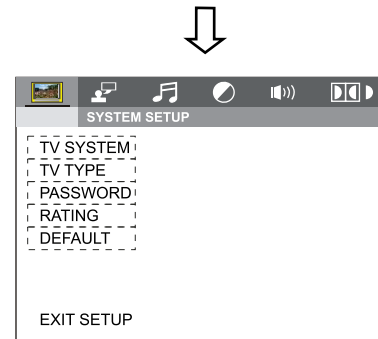 SYSTEM SETUP
TV SYSTEM
TV TYPE
PASSWORD
RATING
DEFAULT
EXIT SETUP